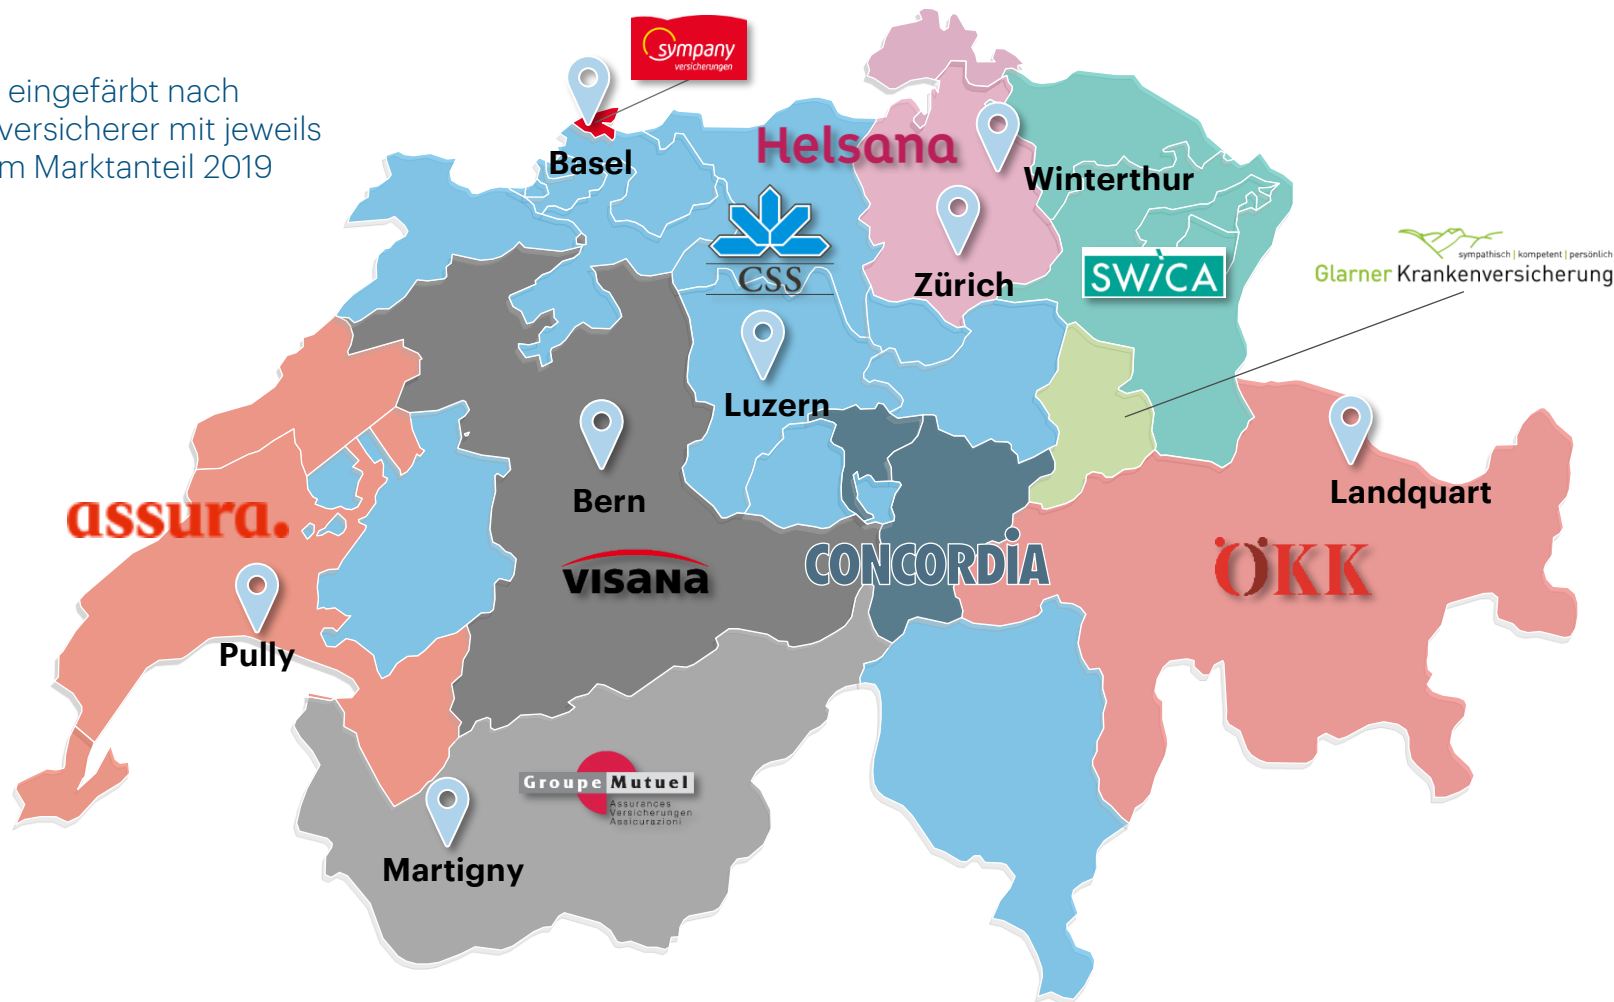 eingefärbt nach
versicherer mit jeweils
m Marktanteil 2019
sympany
versicherungen
Basel
Helsana
Winterthur
CSS
Zürich
SWiCA
sympathisch | kompetent | persönlich
Glarner Krankenversicherung
Luzern
Landquart
assura.
Bern
VISANA
CONCORDiA
ÖKK
Pully
Groupe Mutuel
Assurances
Versicherungen
Assicurazioni
Martigny